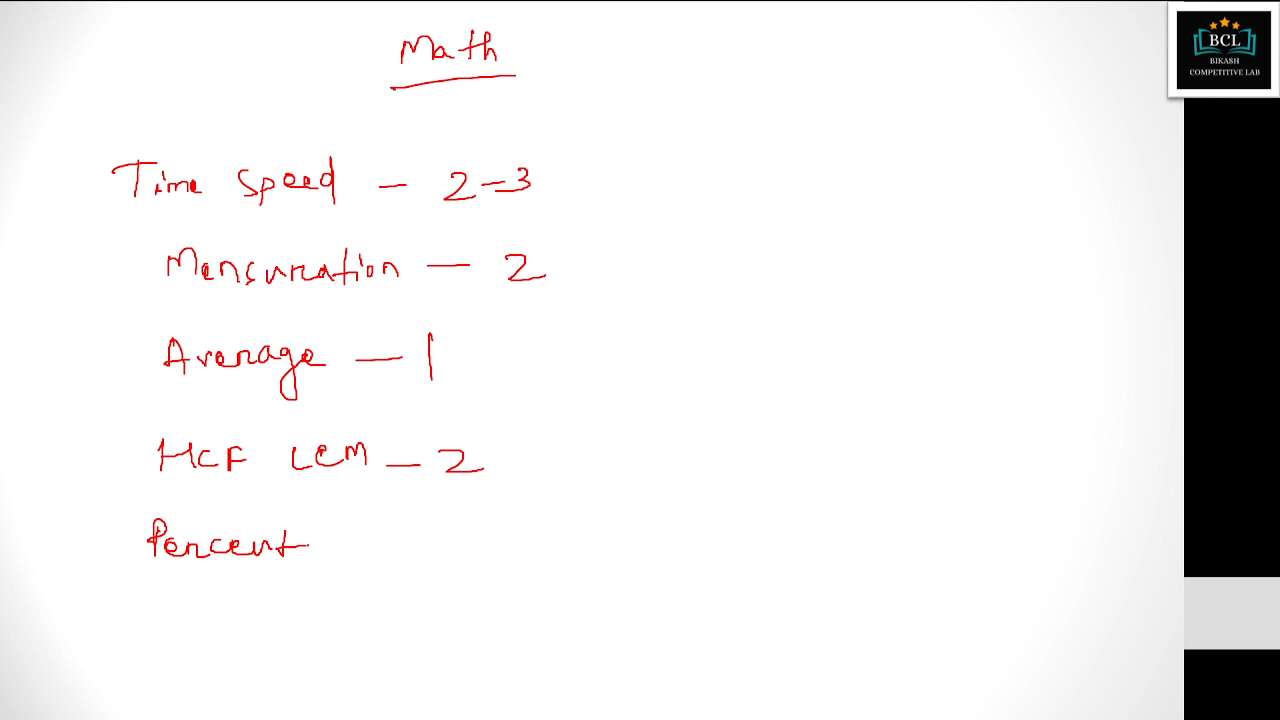 Math
BCL
BIKASH
COMPETITIVE LAB
Time speed - 2-3
Mensuration - 2
Average - 1
HCF LCM - 2
Percent